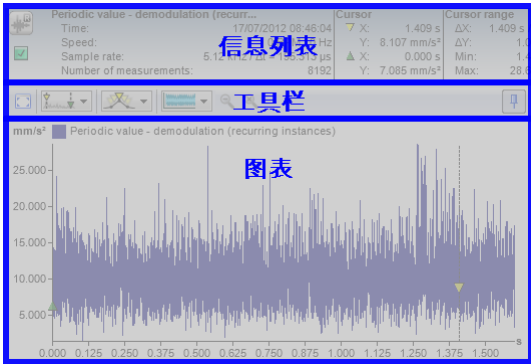 Periodic value - demodulation (recurr... Cursor Cursor range
Time: 17/07/2012 08:46:04 X: 1.409 s ΔX: 1.409 s
Speed: Hz Y: 8.107 mm/s² ΔY:
信息列表
Sample rate: X: 0.000 s Min:
Number of measurements: 8192 Y: 7.085 mm/s² Max: 28.6
工具栏
mm/s² Periodic value - demodulation (recurring instances)
图表
25.000
20.000
15.000
10.000
5.000
s
0.000 0.125 0.250 0.375 0.500 0.625 0.750 0.875 1.000 1.125 1.250 1.375 1.500